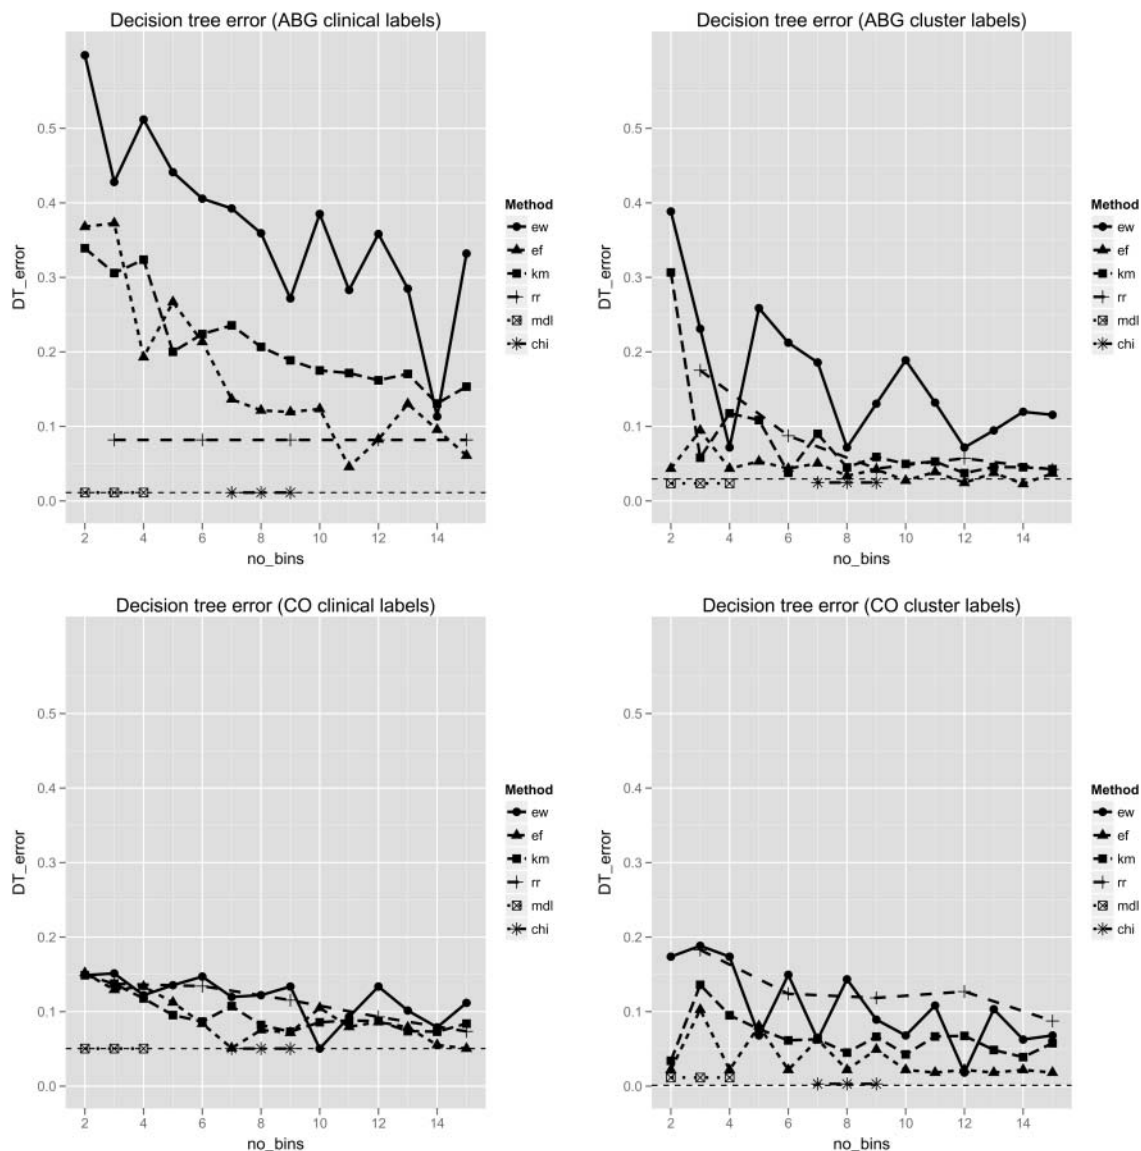 Decision tree error (ABG clinical labels)
0.5
0.4
0.3
0.2
0.1
0.0
DT_error
2 4 6 8 10 12 14
no_bins
Method
ew
ef
km
rr
mdl
chi
Decision tree error (ABG cluster labels)
0.5
0.4
0.3
0.2
0.1
0.0
DT_error
2 4 6 8 10 12 14
no_bins
Method
ew
ef
km
rr
mdl
chi
Decision tree error (CO clinical labels)
0.5
0.4
0.3
0.2
0.1
0.0
DT_error
2 4 6 8 10 12 14
no_bins
Method
ew
ef
km
rr
mdl
chi
Decision tree error (CO cluster labels)
0.5
0.4
0.3
0.2
0.1
0.0
DT_error
2 4 6 8 10 12 14
no_bins
Method
ew
ef
km
rr
mdl
chi